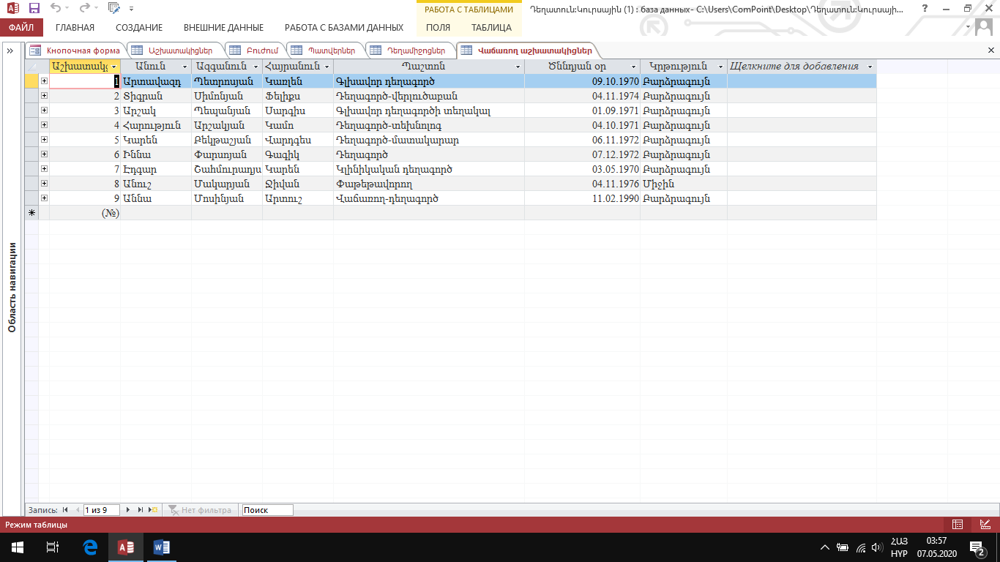 РАБОТА С ТАБЛИЦАМИ Դեղատուն:Կուրսային (1) : база данных- C:\Users\ComPoint\Desktop\Դեղատուն:Կուրսայի... ?
ФАЙЛ ГЛАВНАЯ СОЗДАНИЕ ВНЕШНИЕ ДАННЫЕ РАБОТА С БАЗАМИ ДАННЫХ ПОЛЯ ТАБЛИЦА
Кнопочная форма Աշխատակիցներ Բուժում Պատվերներ Դեղամիջոցներ Վաճառող աշխատակիցներ
Աշխատակց Անուն Ազգանուն Հայրանուն Պաշտոն Ծննդյան օր Կրթություն Щелкните для добавления
1 Արտավազդ Պետրոսյան Կառլեն Գլխավոր դեղագործ 09.10.1970 Բարձրագույն
2 Տիգրան Սիմոնյան Ֆելիքս Դեղագործ-վերլուծաբան 04.11.1974 Բարձրագույն
3 Արշակ Պեպանյան Սարգիս Գլխավոր դեղագործի տեղակալ 01.09.1971 Բարձրագույն
4 Հարություն Արշակյան Կամո Դեղագործ-տեխնոլոգ 04.10.1971 Բարձրագույն
5 Կարեն Բեկթաշյան Վարդգես Դեղագործ-մատակարար 06.11.1972 Բարձրագույն
6 Իննա Փարսոյան Գագիկ Դեղագործ 07.12.1972 Բարձրագույն
7 Էդգար Շահմուրադյա Կարեն Կլինիկական դեղագործ 03.05.1970 Բարձրագույն
8 Անուշ Մակարյան Ջիվան Փաթեթավորող 04.11.1976 Միջին
9 Աննա Մոսինյան Արտուշ Վաճառող-դեղագործ 11.02.1990 Բարձրագույն
(№)
Область навигации
Запись: 1 из 9 Нет фильтра Поиск
Режим таблицы
ՀԱՅ 03:57
HYP 07.05.2020 2